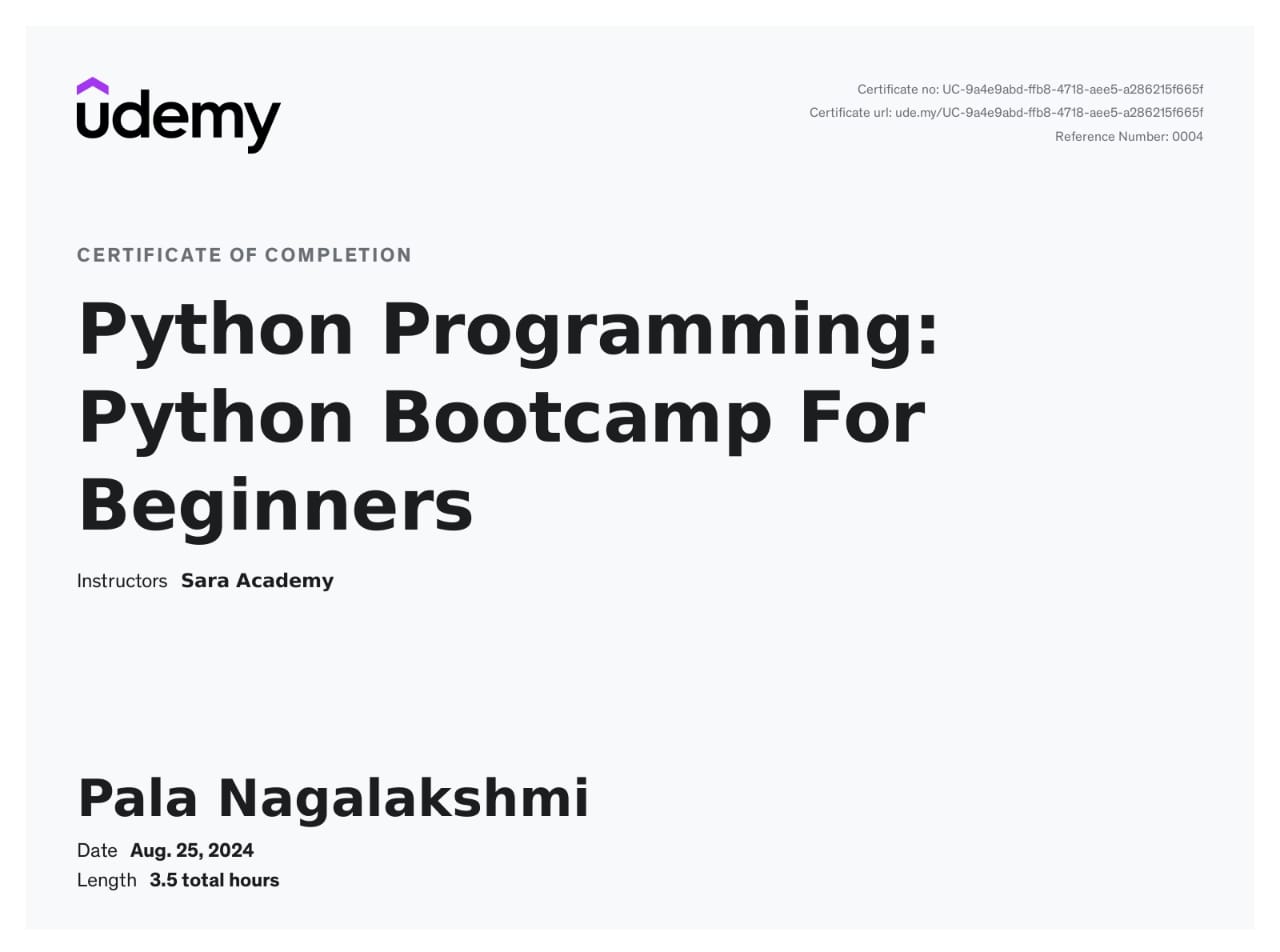 udemy
Certificate no: UC-9a4e9abd-ffb8-4718-aee5-a286215f665f
Certificate url: ude.my/UC-9a4e9abd-ffb8-4718-aee5-a286215f665f
Reference Number: 0004
CERTIFICATE OF COMPLETION
Python Programming:
Python Bootcamp For
Beginners
Instructors Sara Academy
Pala Nagalakshmi
Date Aug. 25, 2024
Length 3.5 total hours